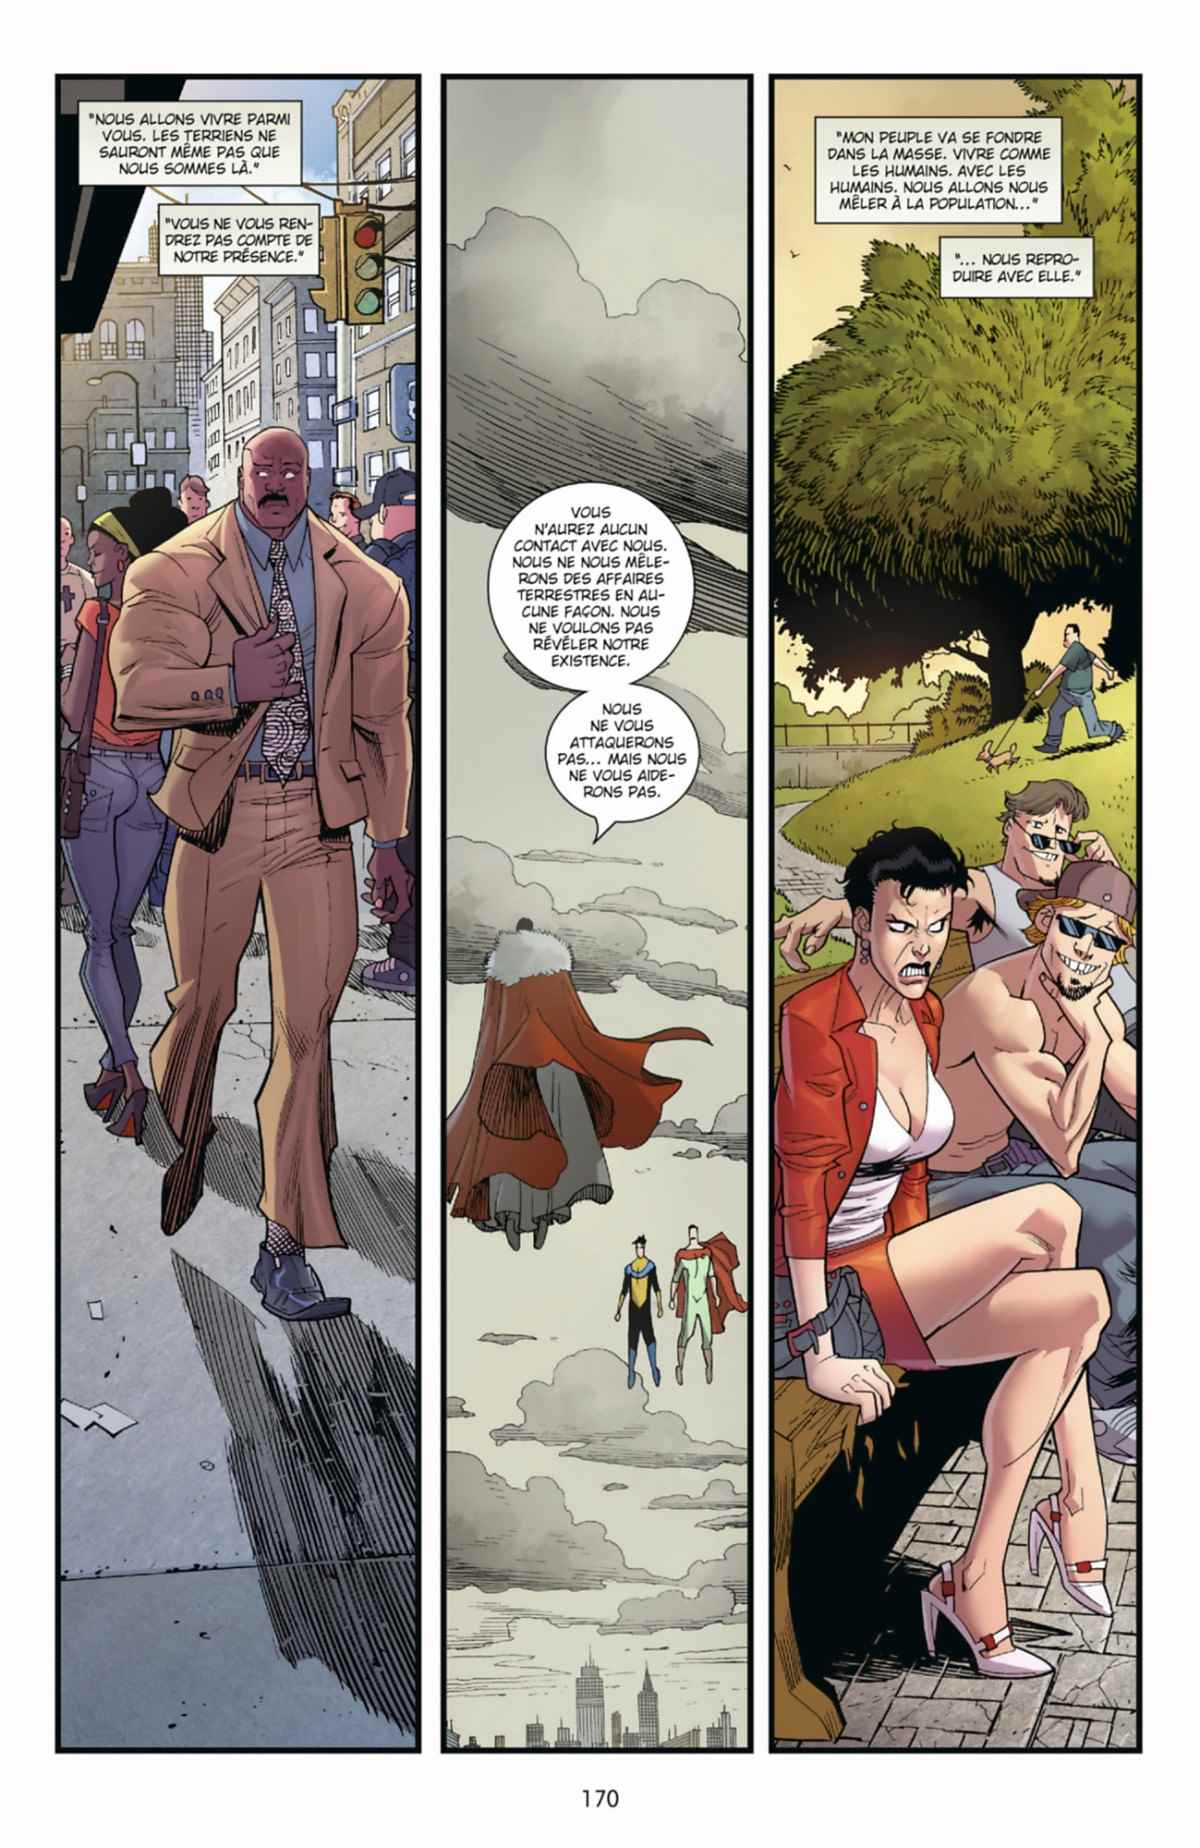 "NOUS ALLONS VIVRE PARMI
VOUS. LES TERRIENS NE
SAURONT MÊME PAS QUE
NOUS SOMMES LÀ."
"VOUS NE VOUS REN-
DREZ PAS COMPTE DE
NOTRE PRÉSENCE."
VOUS
N'AUREZ AUCUN
CONTACT AVEC NOUS.
NOUS NE NOUS MÊLE-
RONS DES AFFAIRES
TERRESTRES EN AU-
CUNE FAÇON. NOUS
NE VOULONS PAS
RÉVÉLER NOTRE
EXISTENCE.
NOUS
NE VOUS
ATTAQUERONS
PAS... MAIS NOUS
NE VOUS AIDE-
RONS PAS.
"MON PEUPLE VA SE FONDRE
DANS LA MASSE. VIVRE COMME
LES HUMAINS. AVEC LES
HUMAINS. NOUS ALLONS NOUS
MÊLER À LA POPULATION..."
"... NOUS REPRO-
DUIRE AVEC ELLE."
170